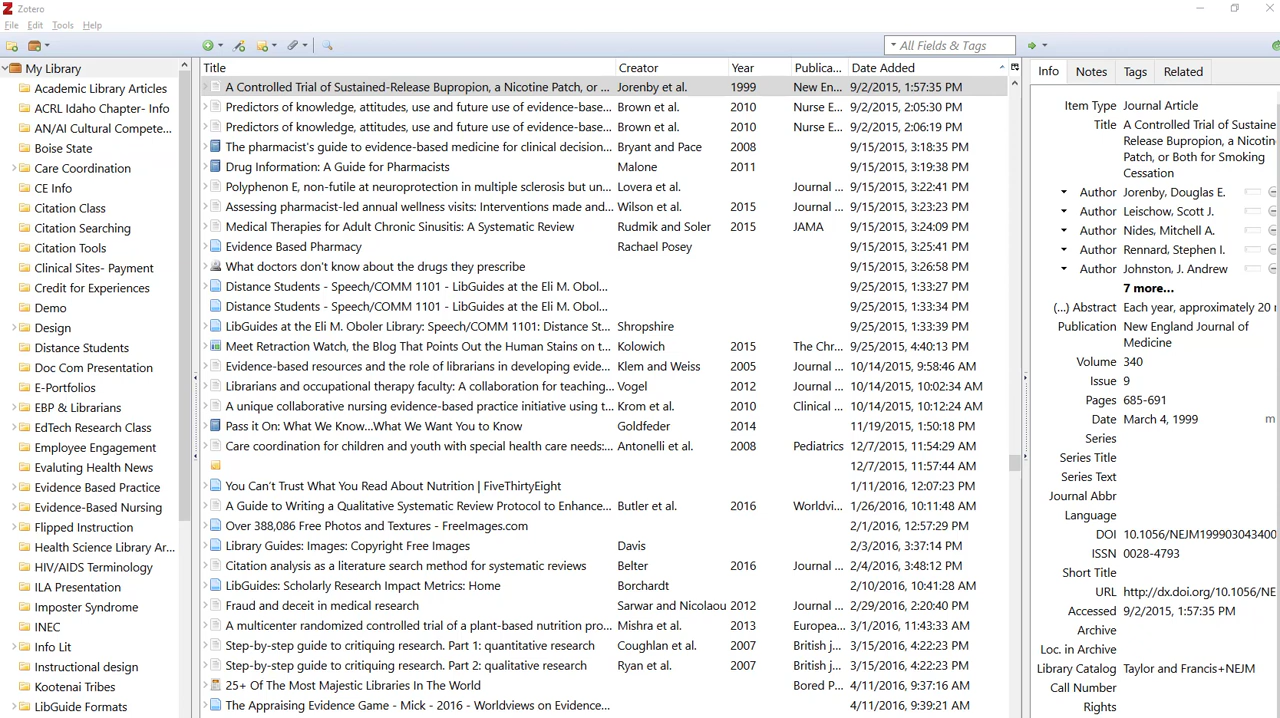 Zotero
File Edit Tools Help
All Fields & Tags
My Library
Academic Library Articles
ACRL Idaho Chapter- Info
AN/AI Cultural Compete...
Boise State
Care Coordination
CE Info
Citation Class
Citation Searching
Citation Tools
Clinical Sites- Payment
Credit for Experiences
Demo
Design
Distance Students
Doc Com Presentation
E-Portfolios
EBP & Librarians
EdTech Research Class
Employee Engagement
Evaluting Health News
Evidence Based Practice
Evidence-Based Nursing
Flipped Instruction
Health Science Library Ar...
HIV/AIDS Terminology
ILA Presentation
Imposter Syndrome
INEC
Info Lit
Instructional design
Kootenai Tribes
LibGuide Formats
Title Creator Year Publica... Date Added
A Controlled Trial of Sustained-Release Bupropion, a Nicotine Patch, or ... Jorenby et al. 1999 New En... 9/2/2015, 1:57:35 PM
Predictors of knowledge, attitudes, use and future use of evidence-base... Brown et al. 2010 Nurse E... 9/2/2015, 2:05:30 PM
Predictors of knowledge, attitudes, use and future use of evidence-base... Brown et al. 2010 Nurse E... 9/2/2015, 2:06:19 PM
The pharmacist's guide to evidence-based medicine for clinical decision... Bryant and Pace 2008 9/15/2015, 3:18:35 PM
Drug Information: A Guide for Pharmacists Malone 2011 9/15/2015, 3:19:38 PM
Polyphenon E, non-futile at neuroprotection in multiple sclerosis but un... Lovera et al. Journal ... 9/15/2015, 3:22:41 PM
Assessing pharmacist-led annual wellness visits: Interventions made and... Wilson et al. 2015 Journal ... 9/15/2015, 3:23:23 PM
Medical Therapies for Adult Chronic Sinusitis: A Systematic Review Rudmik and Soler 2015 JAMA 9/15/2015, 3:24:09 PM
Evidence Based Pharmacy Rachael Posey 9/15/2015, 3:25:41 PM
What doctors don't know about the drugs they prescribe 9/15/2015, 3:26:58 PM
Distance Students - Speech/COMM 1101 - LibGuides at the Eli M. Obol... 9/25/2015, 1:33:27 PM
Distance Students - Speech/COMM 1101 - LibGuides at the Eli M. Obol... 9/25/2015, 1:33:34 PM
LibGuides at the Eli M. Oboler Library: Speech/COMM 1101: Distance St... Shropshire 9/25/2015, 1:33:39 PM
Meet Retraction Watch, the Blog That Points Out the Human Stains on t... Kolowich 2015 The Chr... 9/25/2015, 4:40:13 PM
Evidence-based resources and the role of librarians in developing evide... Klem and Weiss 2005 Journal ... 10/14/2015, 9:58:46 AM
Librarians and occupational therapy faculty: A collaboration for teaching... Vogel 2012 Journal ... 10/14/2015, 10:02:34 AM
A unique collaborative nursing evidence-based practice initiative using t... Krom et al. 2010 Clinical ... 10/14/2015, 10:12:24 AM
Pass it On: What We Know...What We Want You to Know Goldfeder 2014 11/19/2015, 1:50:18 PM
Care coordination for children and youth with special health care needs:... Antonelli et al. 2008 Pediatrics 12/7/2015, 11:54:29 AM
12/7/2015, 11:57:44 AM
You Can't Trust What You Read About Nutrition | FiveThirtyEight 1/11/2016, 12:07:23 PM
A Guide to Writing a Qualitative Systematic Review Protocol to Enhance... Butler et al. 2016 Worldvi... 1/26/2016, 10:11:48 AM
Over 388,086 Free Photos and Textures - FreeImages.com 2/1/2016, 12:57:29 PM
Library Guides: Images: Copyright Free Images Davis 2/3/2016, 3:37:14 PM
Citation analysis as a literature search method for systematic reviews Belter 2016 2/4/2016, 3:48:12 PM
LibGuides: Scholarly Research Impact Metrics: Home Borchardt 2/10/2016, 10:41:28 AM
Fraud and deceit in medical research Sarwar and Nicolaou 2012 Journal ... 2/29/2016, 2:20:40 PM
A multicenter randomized controlled trial of a plant-based nutrition pro... Mishra et al. 2013 Europea... 3/1/2016, 11:43:33 AM
Step-by-step guide to critiquing research. Part 1: quantitative research Coughlan et al. 2007 British j... 3/15/2016, 4:22:23 PM
Step-by-step guide to critiquing research. Part 2: qualitative research Ryan et al. 2007 British j... 3/15/2016, 4:22:23 PM
25+ Of The Most Majestic Libraries In The World Bored P... 4/11/2016, 9:37:16 AM
The Appraising Evidence Game - Mick - 2016 - Worldviews on Evidence... 4/11/2016, 9:39:21 AM
Info Notes Tags Related
Item Type Journal Article
Title A Controlled Trial of Sustaine
Release Bupropion, a Nicotin
Patch, or Both for Smoking
Cessation
Author Jorenby, Douglas E.
Author Leischow, Scott J.
Author Nides, Mitchell A.
Author Rennard, Stephen I.
Author Johnston, J. Andrew
7 more...
(...) Abstract Each year, approximately 20 r
Publication New England Journal of
Medicine
Volume 340
Issue 9
Pages 685-691
Date March 4, 1999 m
Series
Series Title
Series Text
Journal Abbr
Language
DOI 10.1056/NEJM199903043400
ISSN 0028-4793
Short Title
URL http://dx.doi.org/10.1056/NE
Accessed 9/2/2015, 1:57:35 PM
Archive
Loc. in Archive
Library Catalog Taylor and Francis+NEJM
Call Number
Rights